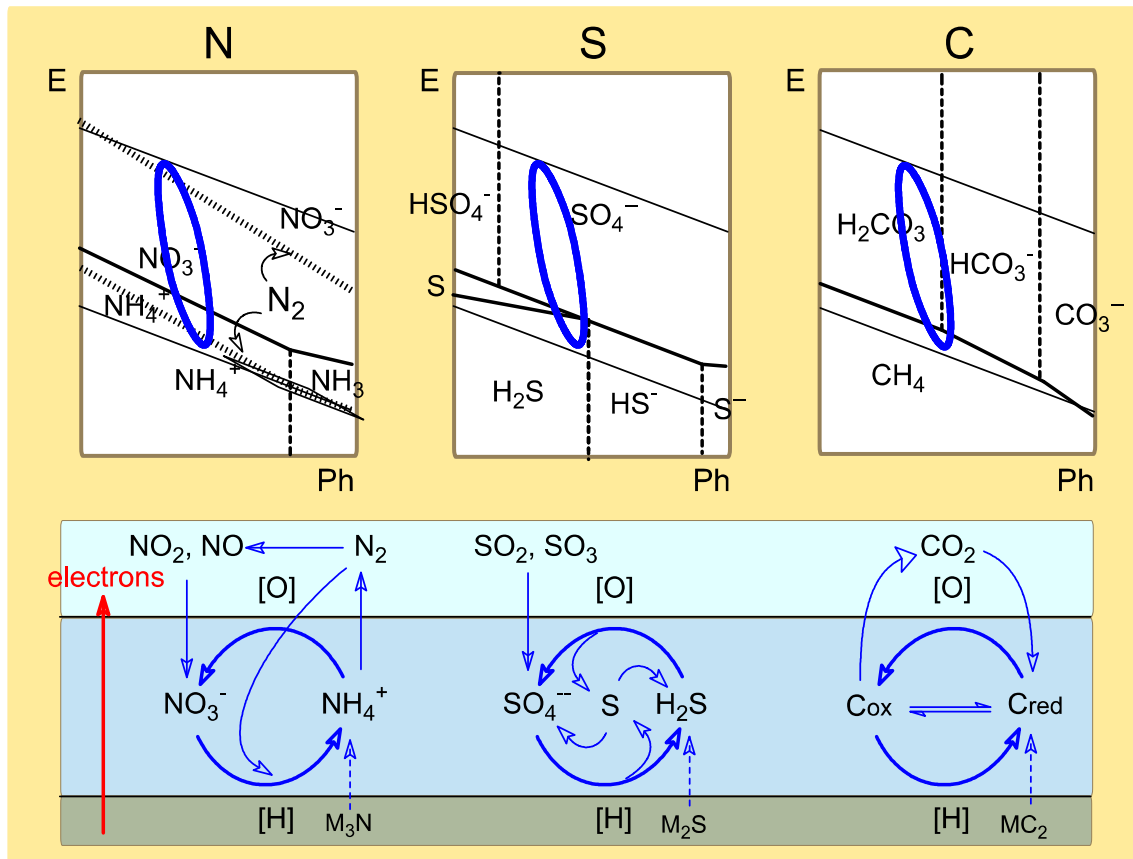 N
S
C
E
E
E
NO₃⁻
NO₃⁻
NH₄⁺
N₂
NH₄⁺
NH₃
Ph
HSO₄⁻
SO₄⁻
S
H₂S
HS⁻
S⁻
Ph
H₂CO₃
HCO₃⁻
CO₃⁻
CH₄
Ph
NO₂, NO
N₂
SO₂, SO₃
CO₂
electrons
[O]
[O]
[O]
NO₃⁻
NH₄⁺
SO₄⁻⁻
S
H₂S
Cox
Cred
[H]
M₃N
[H]
M₂S
[H]
MC₂